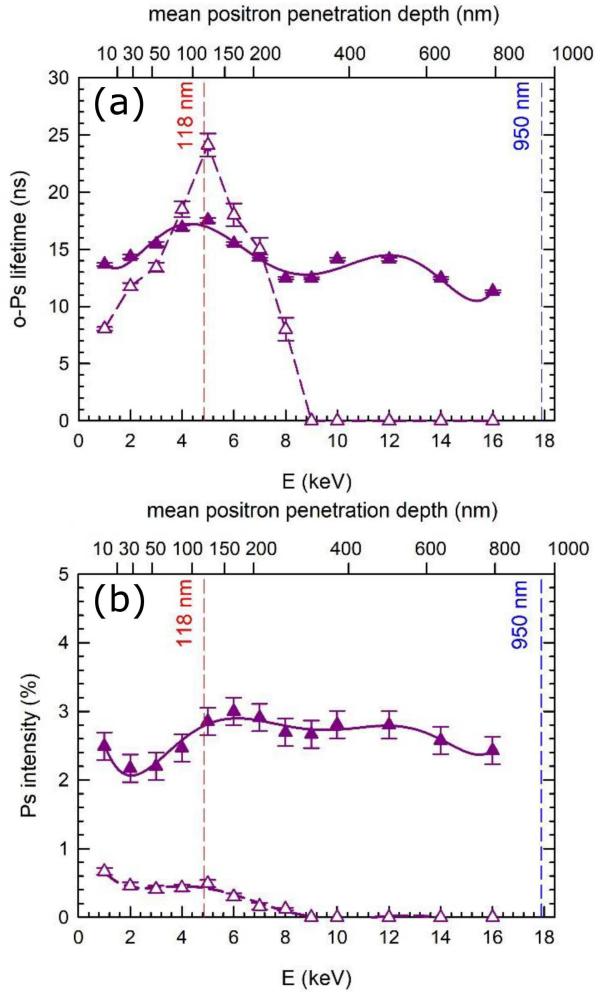 mean positron penetration depth (nm)
10 30 50 100 150 200 400 600 800 1000
(a)
118 nm
950 nm
30
25
20
15
10
5
0
o-Ps lifetime (ns)
0 2 4 6 8 10 12 14 16 18
E (keV)
mean positron penetration depth (nm)
10 30 50 100 150 200 400 600 800 1000
(b)
118 nm
950 nm
5
4
3
2
1
0
Ps intensity (%)
0 2 4 6 8 10 12 14 16 18
E (keV)